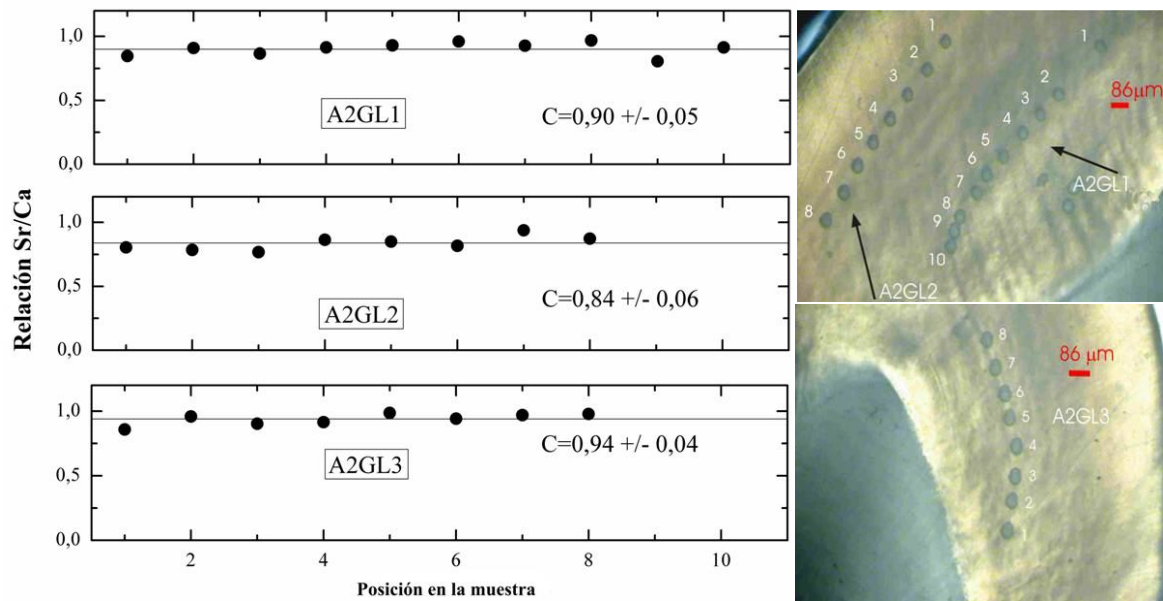 Relación Sr/Ca
1,0
0,5
0,0
A2GL1
C=0,90 +/- 0,05
1,0
0,5
0,0
A2GL2
C=0,84 +/- 0,06
1,0
0,5
0,0
A2GL3
C=0,94 +/- 0,04
2 4 6 8 10
Posición en la muestra
1
2
3
4
5
6
7
8
A2GL2
1
2
3
4
5
6
7
8
9
10
A2GL1
86µm
8
7
6
5
4
3
2
1
86 µm
A2GL3